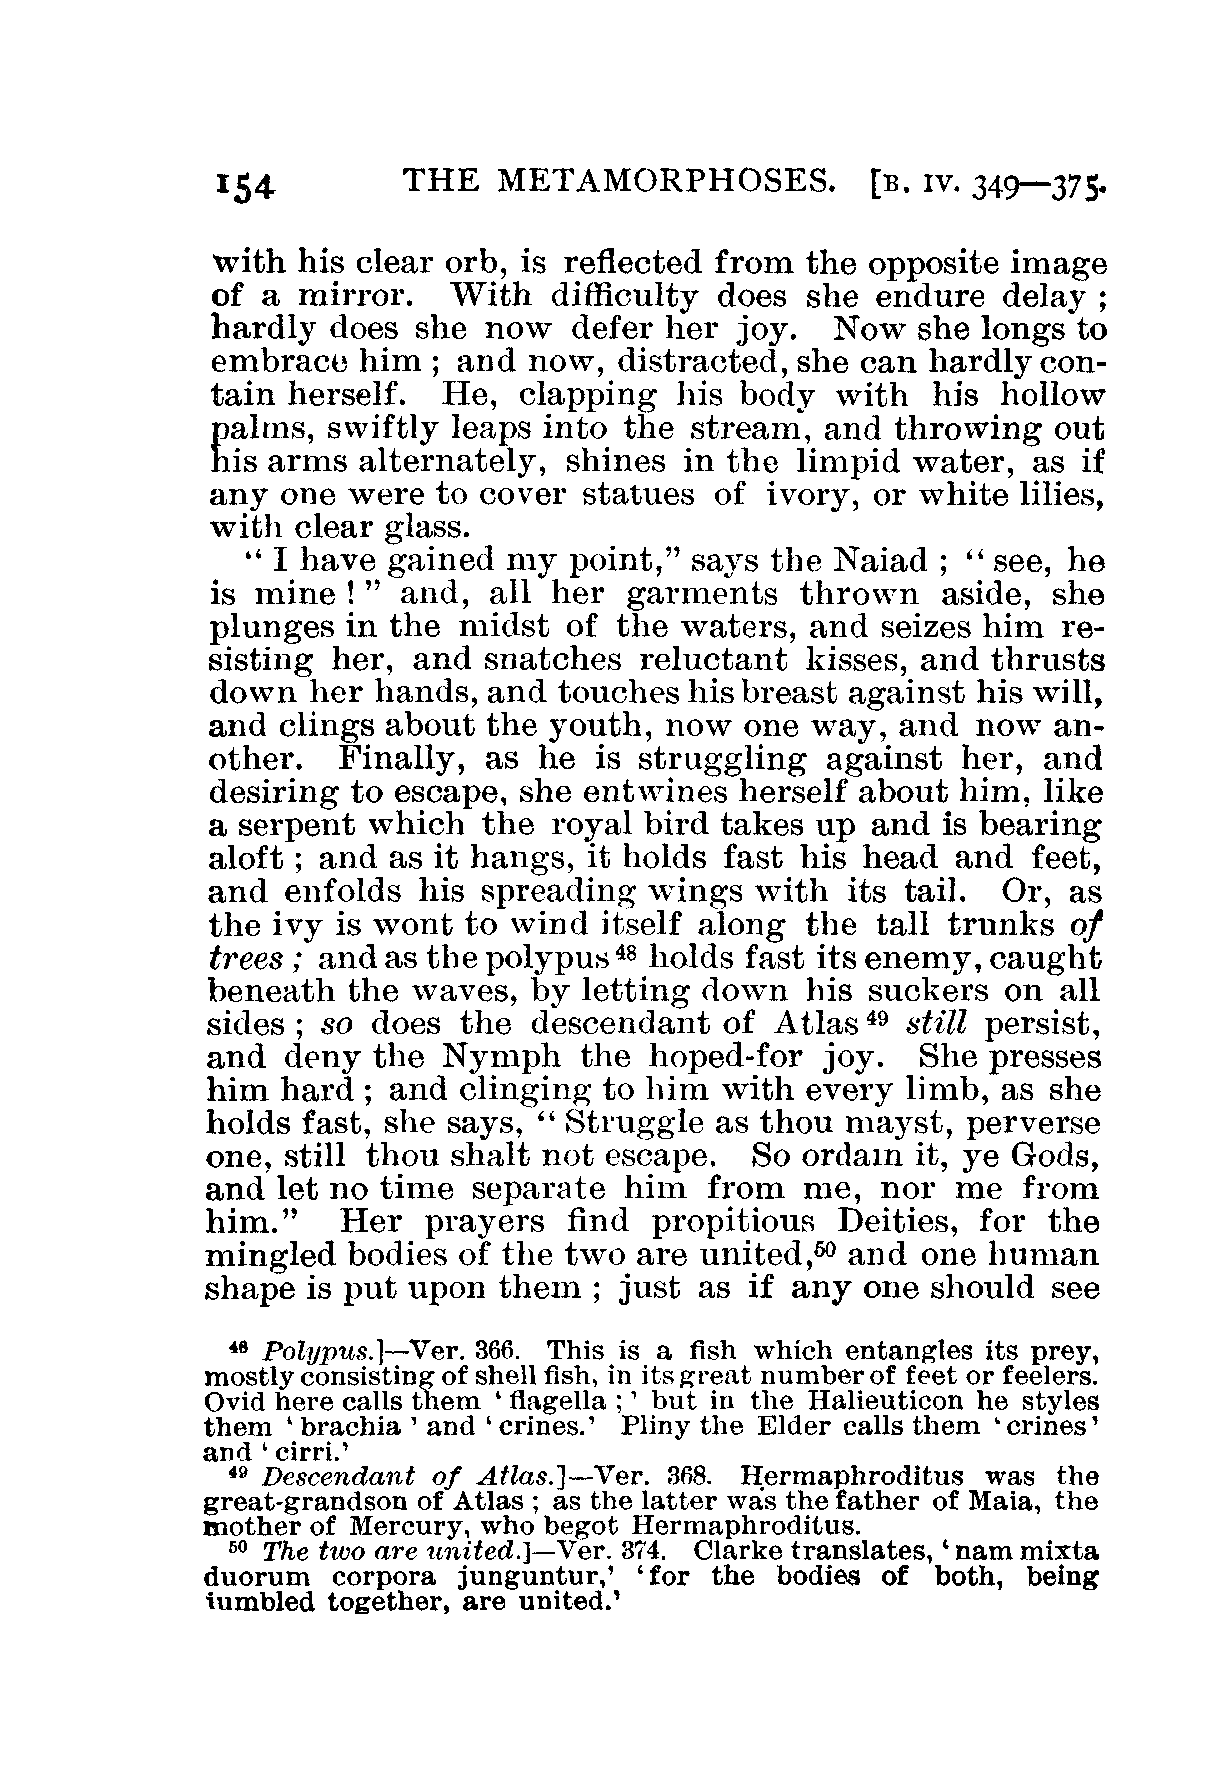 154 THE METAMORPHOSES. [B. IV. 349—375.
with his clear orb, is reflected from the opposite image
of a mirror. With difficulty does she endure delay ;
hardly does she now defer her joy. Now she longs to
embrace him ; and now, distracted, she can hardly con-
tain herself. He, clapping his body with his hollow
palms, swiftly leaps into the stream, and throwing out
his arms alternately, shines in the limpid water, as if
any one were to cover statues of ivory, or white lilies,
with clear glass.
“ I have gained my point,” says the Naiad ; “ see, he
is mine ! ” and, all her garments thrown aside, she
plunges in the midst of the waters, and seizes him re-
sisting her, and snatches reluctant kisses, and thrusts
down her hands, and touches his breast against his will,
and clings about the youth, now one way, and now an-
other. Finally, as he is struggling against her, and
desiring to escape, she entwines herself about him, like
a serpent which the royal bird takes up and is bearing
aloft ; and as it hangs, it holds fast his head and feet,
and enfolds his spreading wings with its tail. Or, as
the ivy is wont to wind itself along the tall trunks of
trees ; and as the polypus 48 holds fast its enemy, caught
beneath the waves, by letting down his suckers on all
sides ; so does the descendant of Atlas 49 still persist,
and deny the Nymph the hoped-for joy. She presses
him hard ; and clinging to him with every limb, as she
holds fast, she says, “ Struggle as thou mayst, perverse
one, still thou shalt not escape. So ordain it, ye Gods,
and let no time separate him from me, nor me from
him.” Her prayers find propitious Deities, for the
mingled bodies of the two are united,50 and one human
shape is put upon them ; just as if any one should see
48 Polypus.]—Ver. 366. This is a fish which entangles its prey,
mostly consisting of shell fish, in its great number of feet or feelers.
Ovid here calls them ‘ flagella ; ’ but in the Halieuticon he styles
them ‘ brachia ’ and ‘ crines.’ Pliny the Elder calls them ‘ crines ’
and ‘ cirri.’
49 Descendant of Atlas.]—Ver. 368. Hermaphroditus was the
great-grandson of Atlas ; as the latter was the father of Maia, the
mother of Mercury, who begot Hermaphroditus.
50 The two are united.]—Ver. 374. Clarke translates, ‘ nam mixta
duorum corpora junguntur,’ ‘ for the bodies of both, being
jumbled together, are united.’